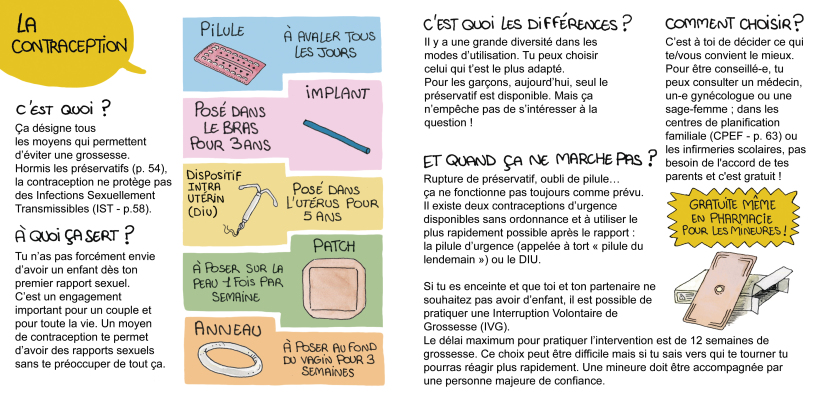 LA
CONTRACEPTION
C'EST QUOI ?
Ça désigne tous
les moyens qui permettent
d'éviter une grossesse.
Hormis les préservatifs (p. 54),
la contraception ne protège pas
des Infections Sexuellement
Transmissibles (IST - p.58).
À QUOI ÇA SERT ?
Tu n'as pas forcément envie
d'avoir un enfant dès ton
premier rapport sexuel.
C'est un engagement
important pour un couple et
pour toute la vie. Un moyen
de contraception te permet
d'avoir des rapports sexuels
sans te préoccuper de tout ça.
PILULE
À AVALER TOUS
LES JOURS
IMPLANT
POSÉ DANS
LE BRAS
POUR 3 ANS
DISPOSITIF
INTRA
UTÉRIN
(DIU)
POSÉ DANS
L'UTÉRUS POUR
5 ANS
PATCH
À POSER SUR LA
PEAU 1 FOIS PAR
SEMAINE
ANNEAU
À POSER AU FOND
DU VAGIN POUR 3
SEMAINES
C'EST QUOI LES DIFFÉRENCES ?
Il y a une grande diversité dans les
modes d'utilisation. Tu peux choisir
celui qui t'est le plus adapté.
Pour les garçons, aujourd'hui, seul le
préservatif est disponible. Mais ça
n'empêche pas de s'intéresser à la
question !
ET QUAND ÇA NE MARCHE PAS ?
Rupture de préservatif, oubli de pilule…
ça ne fonctionne pas toujours comme prévu.
Il existe deux contraceptions d'urgence
disponibles sans ordonnance et à utiliser le
plus rapidement possible après le rapport :
la pilule d'urgence (appelée à tort « pilule du
lendemain ») ou le DIU.
Si tu es enceinte et que toi et ton partenaire ne
souhaitez pas avoir d'enfant, il est possible de
pratiquer une Interruption Volontaire de
Grossesse (IVG).
Le délai maximum pour pratiquer l'intervention est de 12 semaines de
grossesse. Ce choix peut être difficile mais si tu sais vers qui te tourner tu
pourras réagir plus rapidement. Une mineure doit être accompagnée par
une personne majeure de confiance.
COMMENT CHOISIR ?
C'est à toi de décider ce qui
te/vous convient le mieux.
Pour être conseillé-e, tu
peux consulter un médecin,
un-e gynécologue ou une
sage-femme ; dans les
centres de planification
familiale (CPEF - p. 63) ou
les infirmeries scolaires, pas
besoin de l'accord de tes
parents et c'est gratuit !
GRATUITE MÊME
EN PHARMACIE
POUR LES MINEURES !